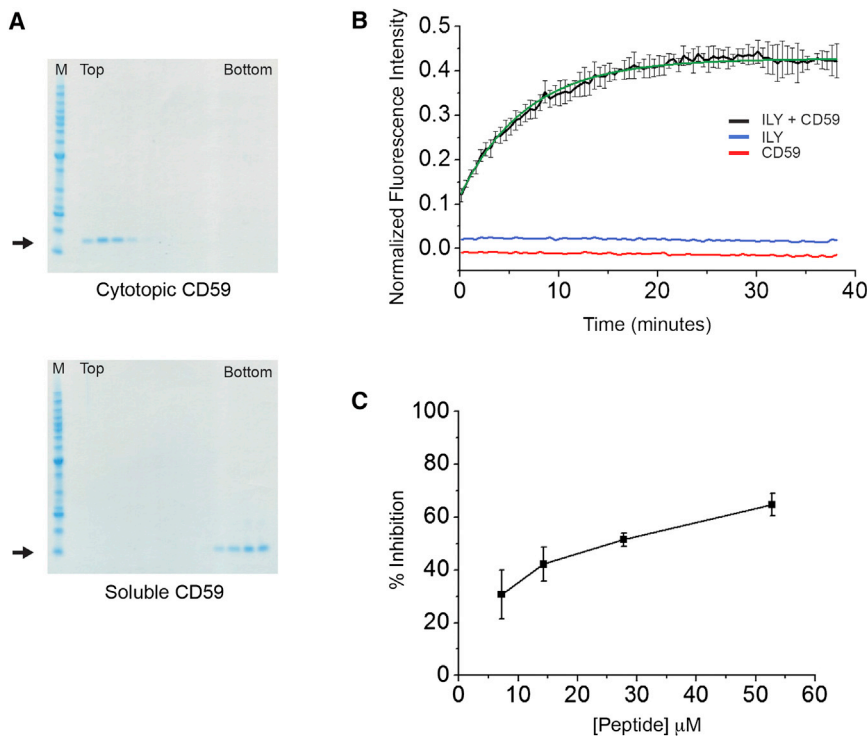 A
M Top Bottom
Cytotopic CD59
M Top Bottom
Soluble CD59
B
Normalized Fluorescence Intensity
0.5
0.4
0.3
0.2
0.1
0.0
ILY + CD59
ILY
CD59
0 10 20 30 40
Time (minutes)
C
% Inhibition
100
80
60
40
20
0
0 10 20 30 40 50 60
[Peptide] μM